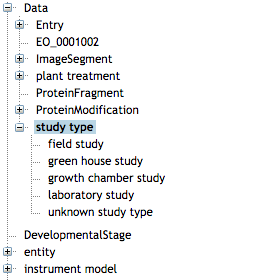 Data
Entry
EO_0001002
ImageSegment
plant treatment
ProteinFragment
ProteinModification
study type
field study
green house study
growth chamber study
laboratory study
unknown study type
DevelopmentalStage
entity
instrument model